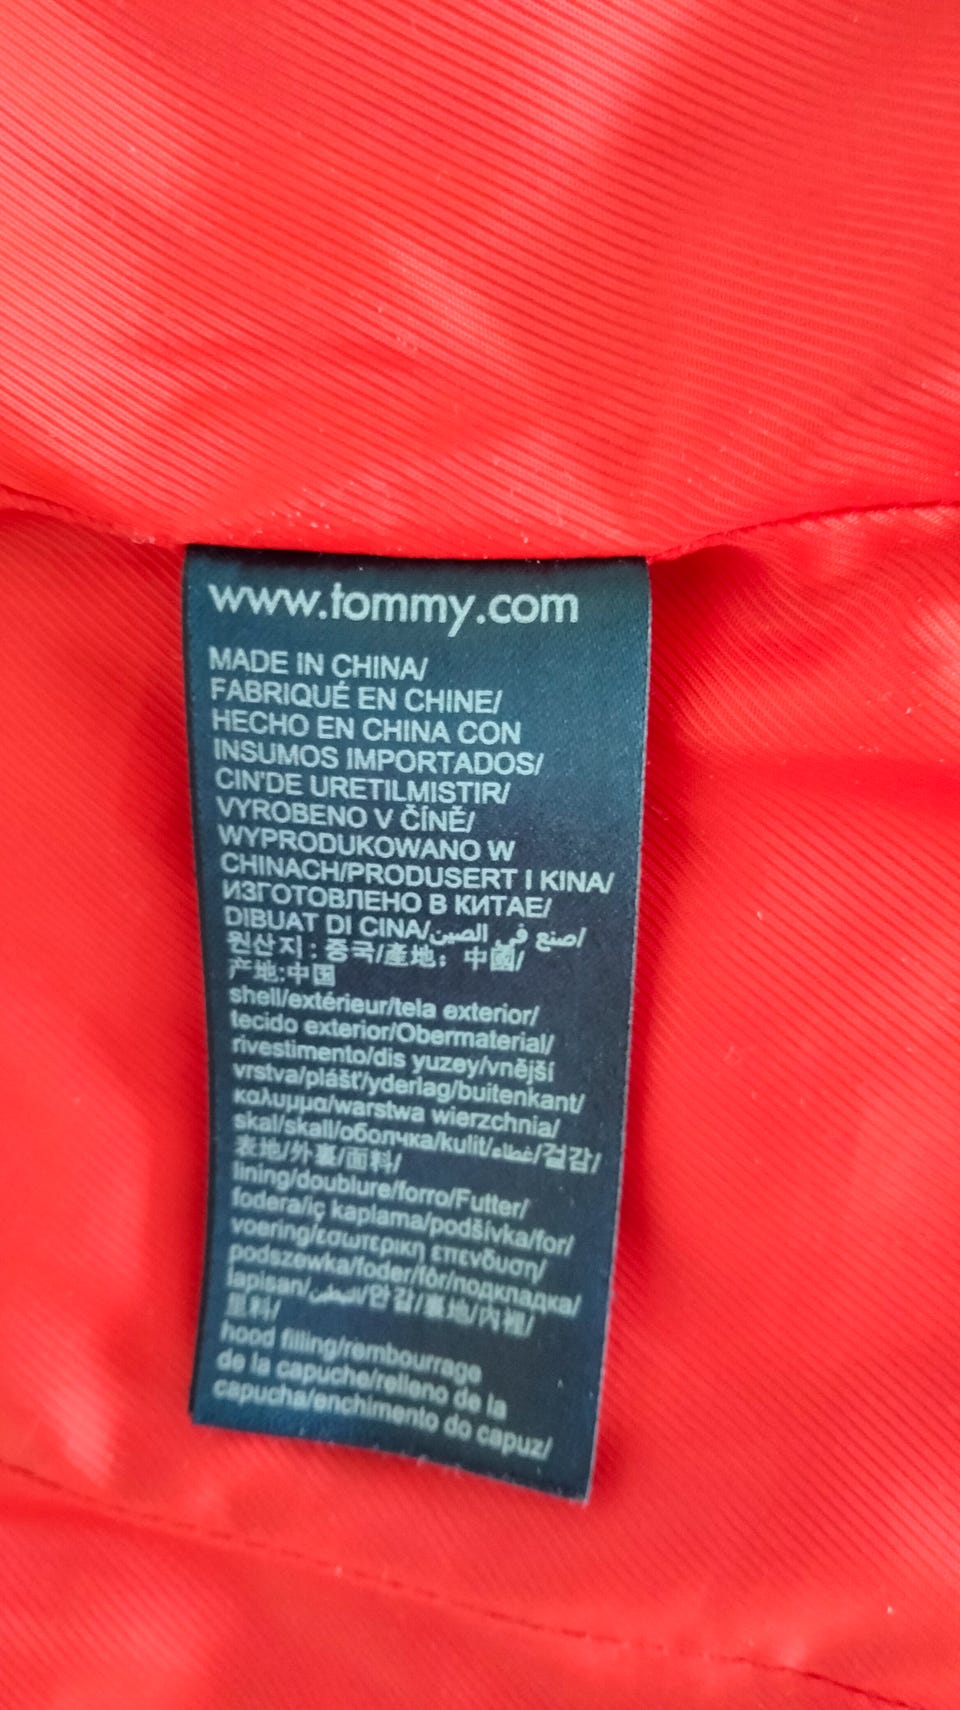 www.tommy.com
MADE IN CHINA/
FABRIQUÉ EN CHINE/
HECHO EN CHINA CON
INSUMOS IMPORTADOS/
CIN'DE URETILMISTIR/
VYROBENO V ČÍNĚ/
WYPRODUKOWANO W
CHINACH/PRODUSERT I KINA/
ИЗГОТОВЛЕНО В КИТАЕ/
DIBUAT DI CINA/صنع في الصين/
원산지 : 중국/產地：中國/
产地:中国
shell/extérieur/tela exterior/
tecido exterior/Obermaterial/
rivestimento/dis yuzey/vnější
vrstva/plášť/yderlag/buitenkant/
καλυμμα/warstwa wierzchnia/
skal/skall/оболчка/kulit/غطاء/겉감/
表地/外裏/面料/
lining/doublure/forro/Futter/
fodera/iç kaplama/podšívka/for/
voering/εσωτερικη επενδυση/
podszewka/foder/fôr/подкладка/
lapisan/التبطين/안감/裏地/內裡/
里料/
hood filling/rembourrage
de la capuche/relleno de la
capucha/enchimento do capuz/